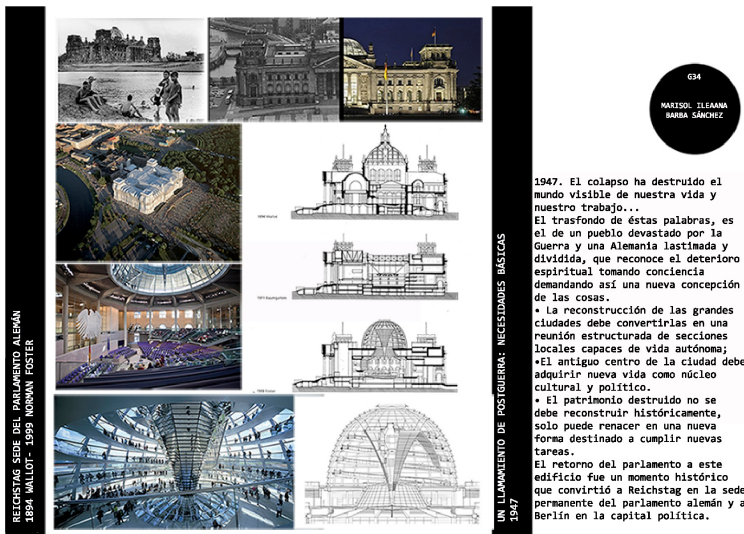 REICHSTAG SEDE DEL PARLAMENTO ALEMÁN
1894 WALLOT- 1999 NORMAN FOSTER
1894 Wallot
1971 Baumgarten
1998 Foster
UN LLAMAMIENTO DE POSTGUERRA: NECESIDADES BÁSICAS
1947
G34
MARISOL ILEAANA
BARBA SÁNCHEZ
1947. El colapso ha destruido el
mundo visible de nuestra vida y
nuestro trabajo...
El trasfondo de éstas palabras, es
el de un pueblo devastado por la
Guerra y una Alemania lastimada y
dividida, que reconoce el deterioro
espiritual tomando conciencia
demandando así una nueva concepción
de las cosas.
• La reconstrucción de las grandes
ciudades debe convertirlas en una
reunión estructurada de secciones
locales capaces de vida autónoma;
•El antiguo centro de la ciudad debe
adquirir nueva vida como núcleo
cultural y político.
• El patrimonio destruido no se
debe reconstruir históricamente,
solo puede renacer en una nueva
forma destinado a cumplir nuevas
tareas.
El retorno del parlamento a este
edificio fue un momento histórico
que convirtió a Reichstag en la sede
permanente del parlamento alemán y a
Berlín en la capital política.